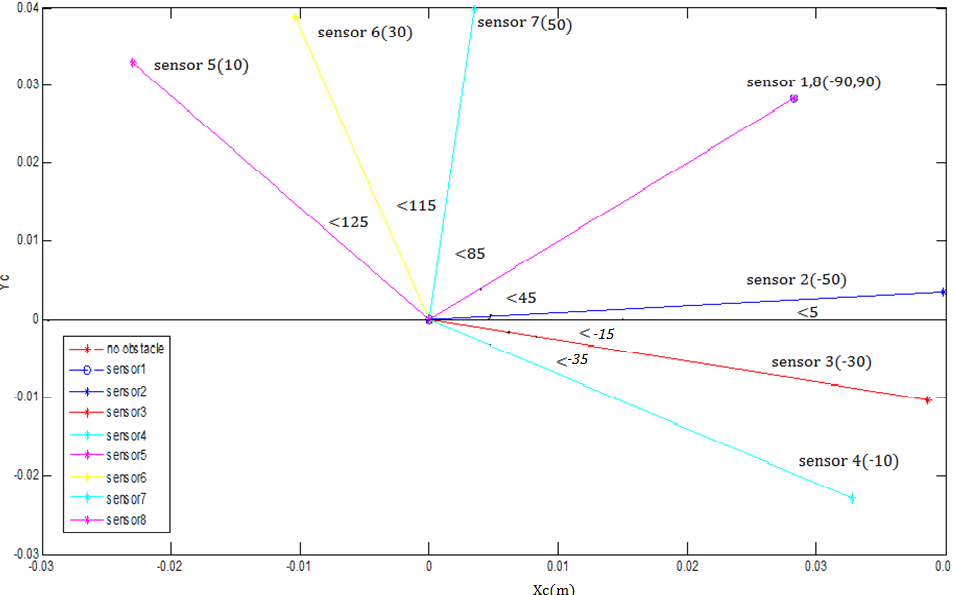 0.04
sensor 7(50)
sensor 6(30)
sensor 5(10)
sensor 1,8(-90,90)
0.03
0.02
<115
<125
0.01
<85
<45
sensor 2(-50)
<5
Yc
0
<-15
<-35
sensor 3(-30)
-0.01
sensor 4(-10)
-0.02
-0.03
no obstacle
sensor1
sensor2
sensor3
sensor4
sensor5
sensor6
sensor7
sensor8
-0.03
-0.02
-0.01
0
0.01
0.02
0.03
0.0
Xc(m)